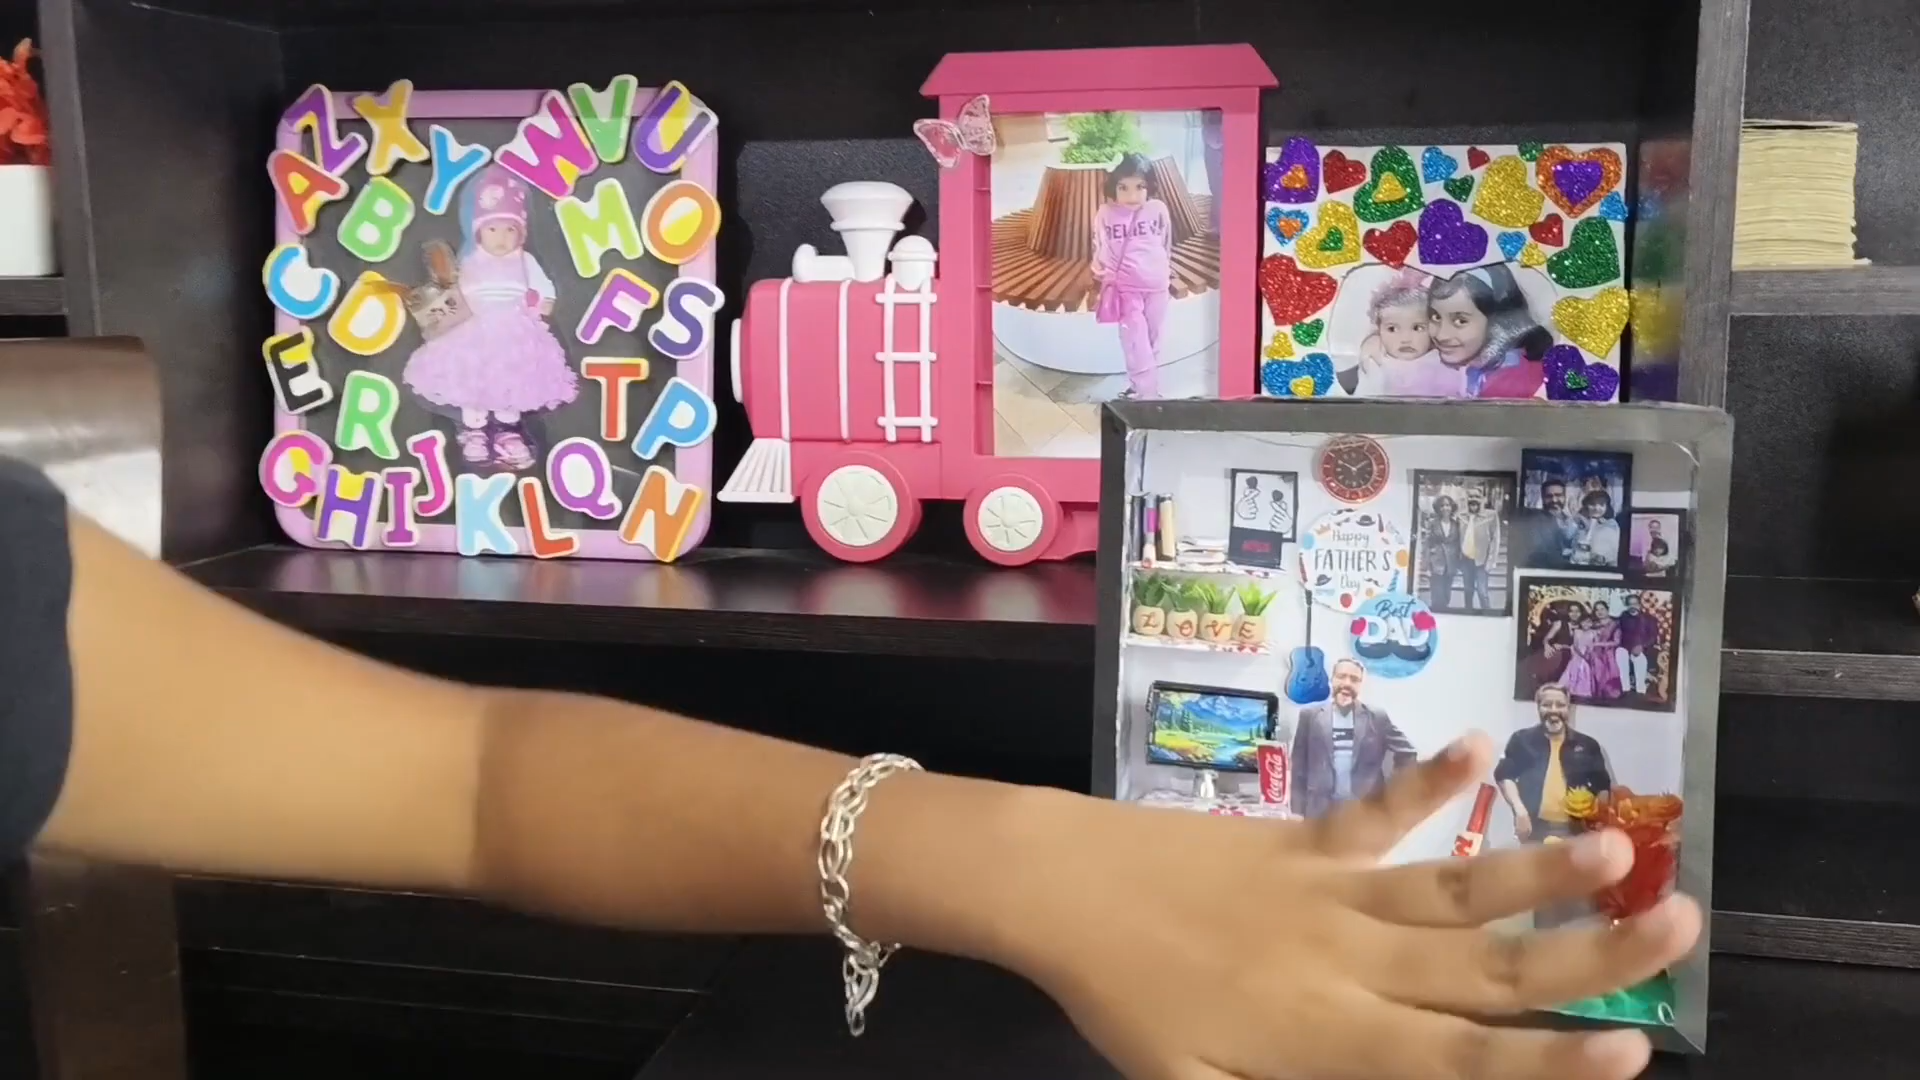 Z X Y W V U
A B M O
C D F S
E R T P
G H I J K L Q N
BELIEVE
Happy
FATHER'S
Day
Best
DAD
LOVE
Coca-Cola